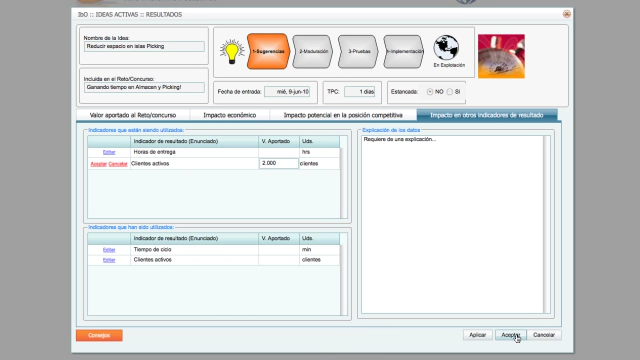 IbO :: IDEAS ACTIVAS :: RESULTADOS
Nombre de la Idea:
Reducir espacio en islas Picking
Incluida en el Reto/Concurso:
Ganando tiempo en Almacen y Picking!
1-Sugerencias
2-Maduración
3-Pruebas
4-Implementación
En Explotación
Fecha de entrada: mié, 9-jun-10
TPC: 1 dias
Estancada: NO SI
Valor aportado al Reto/concurso
Impacto económico
Impacto potencial en la posición competitiva
Impacto en otros indicadores de resultado
Indicadores que están siendo utilizados:
Indicador de resultado (Enunciado) V. Aportado Uds.
Editar Horas de entrega hrs
Aceptar Cancelar Clientes activos 2.000 clientes
Indicadores que han sido utilizados:
Indicador de resultado (Enunciado) V. Aportado Uds.
Editar Tiempo de ciclo min
Editar Clientes activos clientes
Explicación de los datos
Requiere de una explicación...
Consejos
Aplicar Aceptar Cancelar